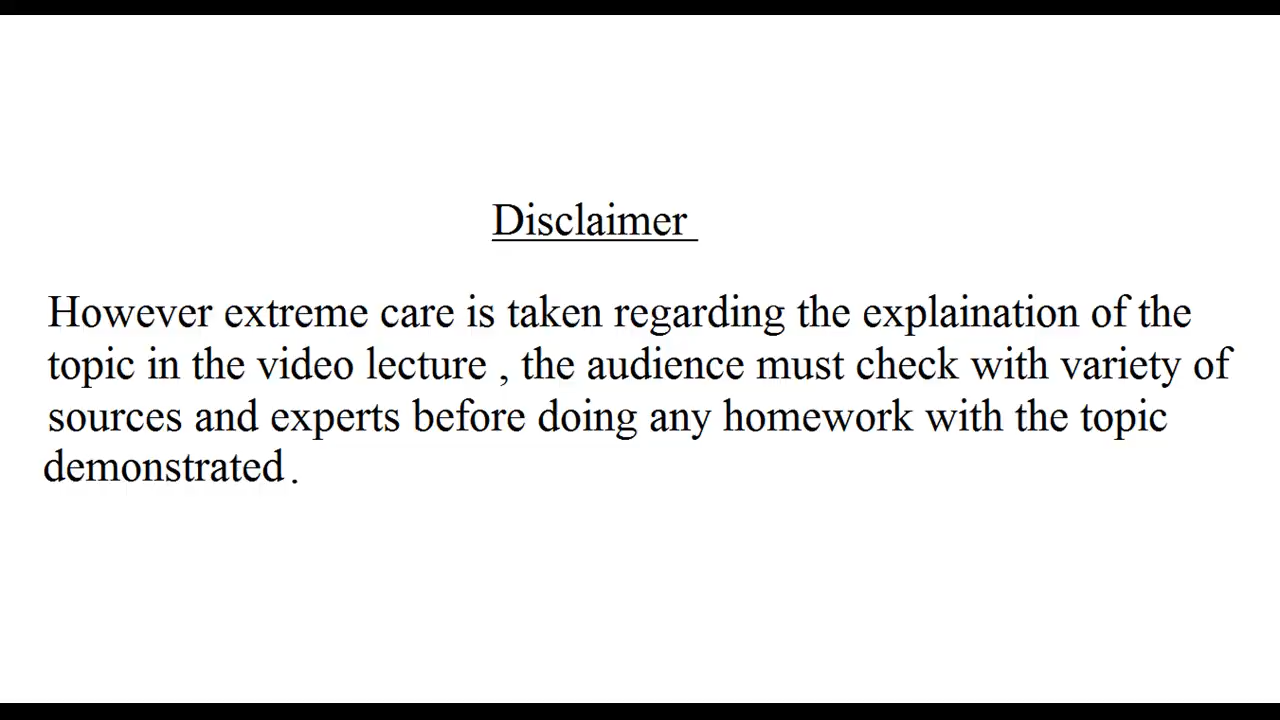 Disclaimer
However extreme care is taken regarding the explaination of the
topic in the video lecture , the audience must check with variety of
sources and experts before doing any homework with the topic
demonstrated .